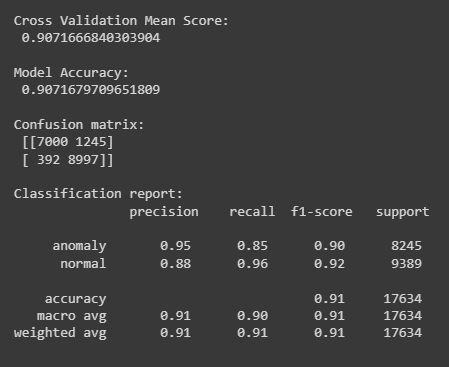 Cross Validation Mean Score:
0.9071666840303904
Model Accuracy:
0.9071679709651809
Confusion matrix:
[[7000 1245]
[ 392 8997]]
Classification report:
precision recall f1-score support
anomaly 0.95 0.85 0.90 8245
normal 0.88 0.96 0.92 9389
accuracy 0.91 17634
macro avg 0.91 0.90 0.91 17634
weighted avg 0.91 0.91 0.91 17634